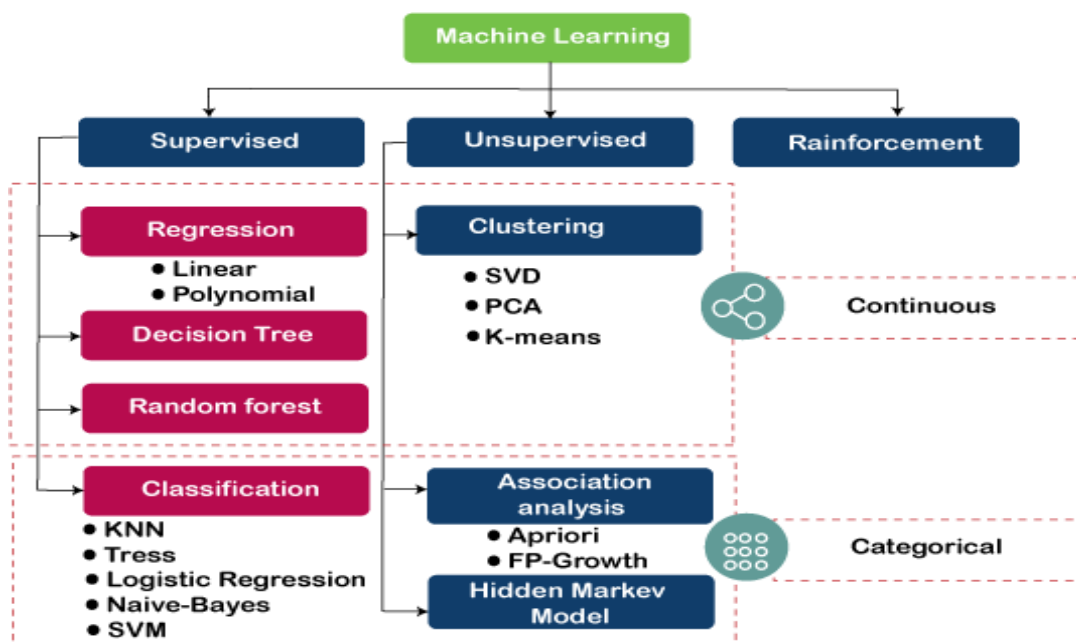 Machine Learning
Supervised
Unsupervised
Rainforcement
Regression
• Linear
• Polynomial
Decision Tree
Random forest
Clustering
• SVD
• PCA
• K-means
Continuous
Classification
• KNN
• Tress
• Logistic Regression
• Naive-Bayes
• SVM
Association
analysis
• Apriori
• FP-Growth
Hidden Markev
Model
Categorical